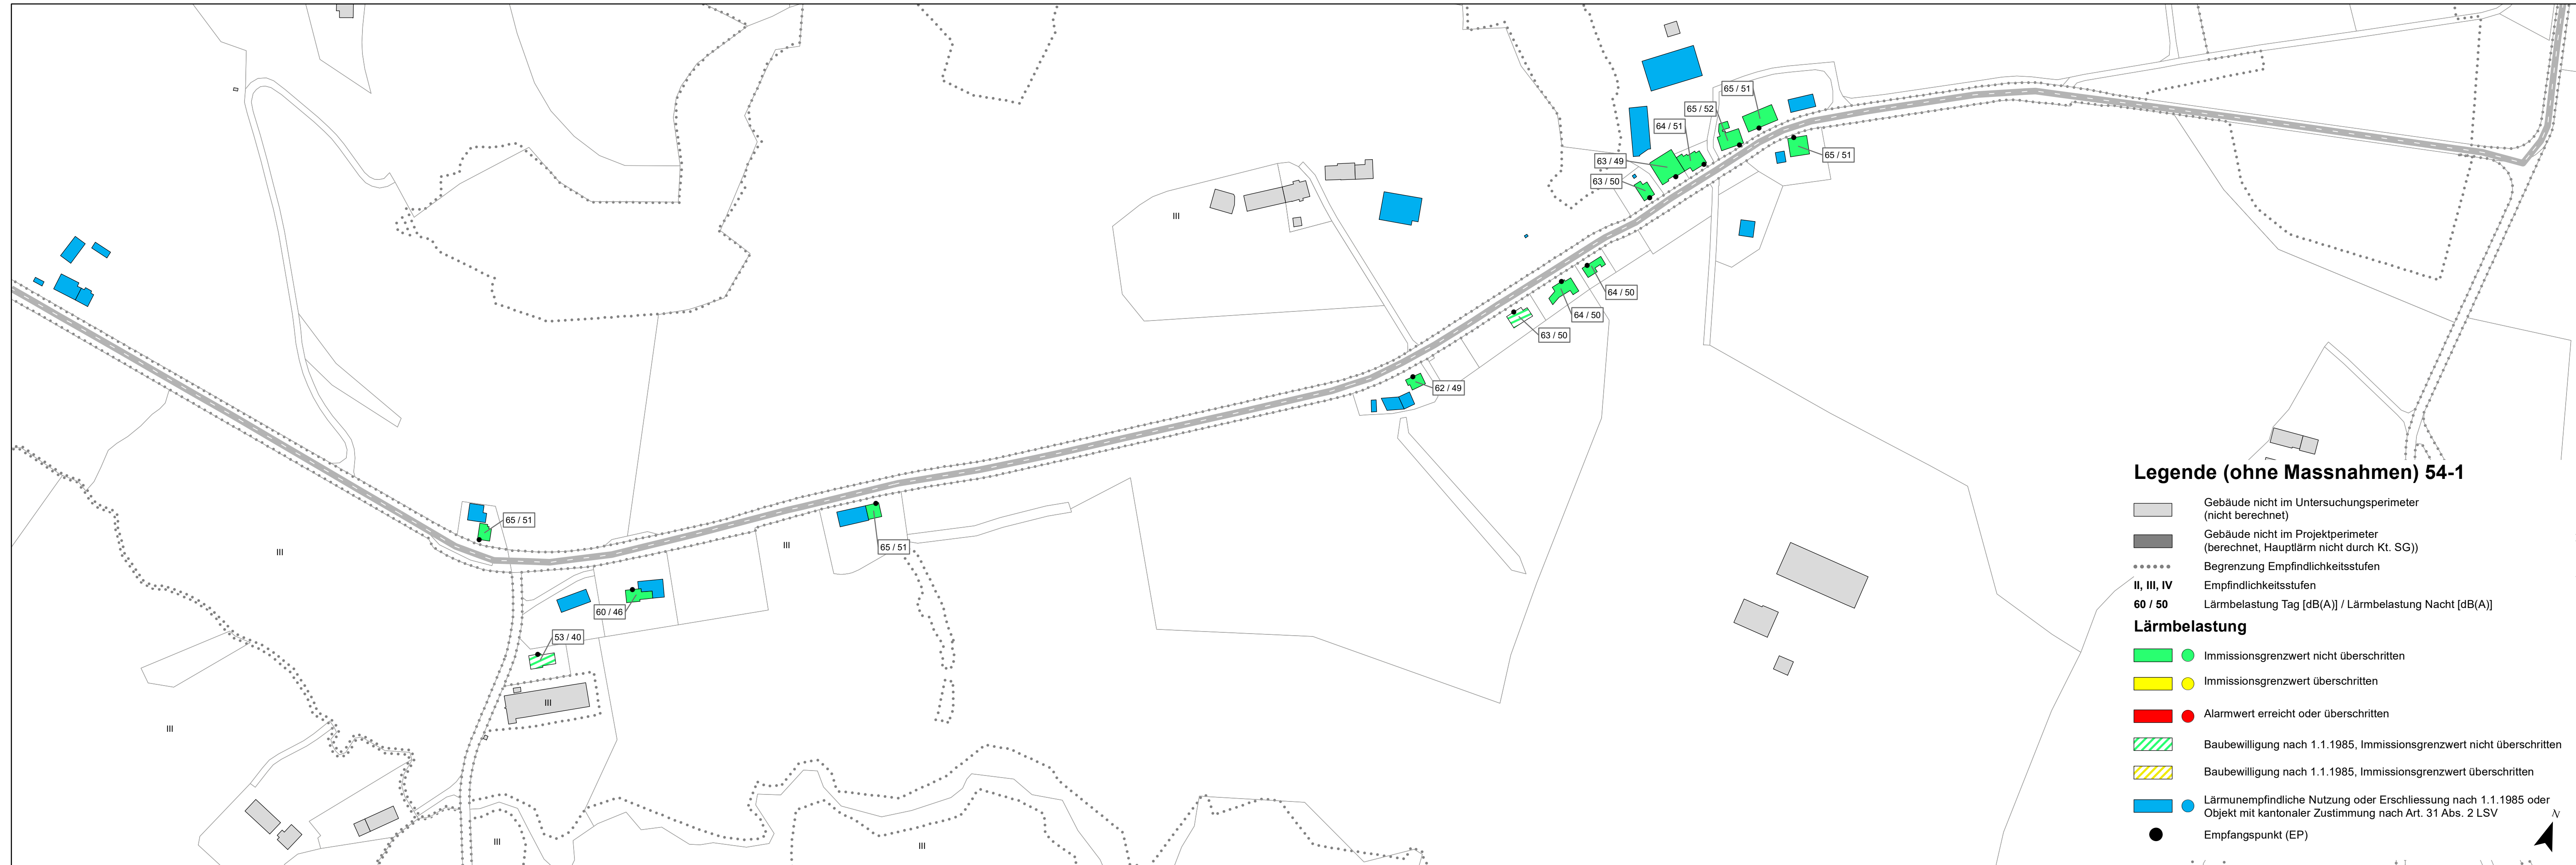 65 / 51
65 / 52
64 / 51
63 / 49
65 / 51
63 / 50
III
64 / 50
64 / 50
63 / 50
62 / 49
65 / 51
65 / 51
III
III
60 / 46
53 / 40
III
III
III
III
Legende (ohne Massnahmen) 54-1
Gebäude nicht im Untersuchungsperimeter
(nicht berechnet)
Gebäude nicht im Projektperimeter
(berechnet, Hauptlärm nicht durch Kt. SG))
Begrenzung Empfindlichkeitsstufen
II, III, IV Empfindlichkeitsstufen
60 / 50 Lärmbelastung Tag [dB(A)] / Lärmbelastung Nacht [dB(A)]
Lärmbelastung
Immissionsgrenzwert nicht überschritten
Immissionsgrenzwert überschritten
Alarmwert erreicht oder überschritten
Baubewilligung nach 1.1.1985, Immissionsgrenzwert nicht überschritten
Baubewilligung nach 1.1.1985, Immissionsgrenzwert überschritten
Lärmunempfindliche Nutzung oder Erschliessung nach 1.1.1985 oder
Objekt mit kantonaler Zustimmung nach Art. 31 Abs. 2 LSV
N
Empfangspunkt (EP)